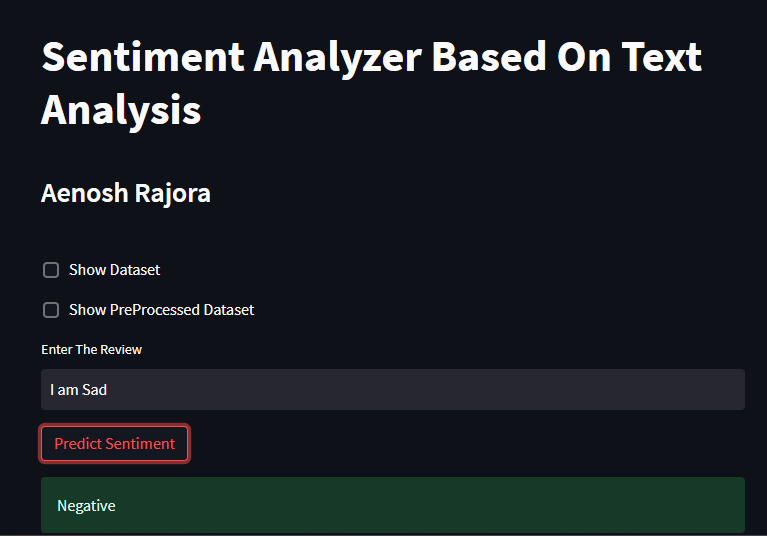 Sentiment Analyzer Based On Text
Analysis
Aenosh Rajora
Show Dataset
Show PreProcessed Dataset
Enter The Review
I am Sad
Predict Sentiment
Negative